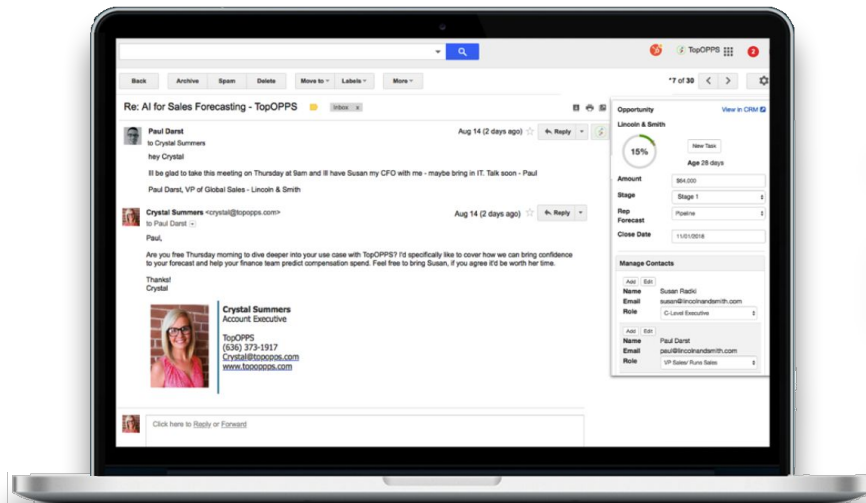 TopOPPS
2
Back Archive Spam Delete Move to Labels More
"7 of 30
Re: AI for Sales Forecasting - TopOPPS Inbox x
Paul Darst Aug 14 (2 days ago) Reply
to Crystal Summers
hey Crystal
Ill be glad to take this meeting on Thursday at 9am and Ill have Susan my CFO with me - maybe bring in IT. Talk soon - Paul
Paul Darst, VP of Global Sales - Lincoln & Smith
Crystal Summers <crystal@topopps.com> Aug 14 (2 days ago) Reply
to Paul Darst
Paul,
Are you free Thursday morning to dive deeper into your use case with TopOPPS? I'd specifically like to cover how we can bring confidence
to your forecast and help your finance team predict compensation spend. Feel free to bring Susan, if you agree it'd be worth her time.
Thanks!
Crystal
Crystal Summers
Account Executive
TopOPPS
(636) 373-1917
Crystal@topopps.com
www.topoopps.com
Click here to Reply or Forward
Opportunity View in CRM
Lincoln & Smith
15%
New Task
Age 28 days
Amount $64,000
Stage Stage 1
Rep
Forecast Pipeline
Close Date 11/01/2018
Manage Contacts
Add Edit
Name Susan Radki
Email susan@lincolnandsmith.com
Role C-Level Executive
Add Edit
Name Paul Darst
Email paul@lincolnandsmith.com
Role VP Sales/ Runs Sales